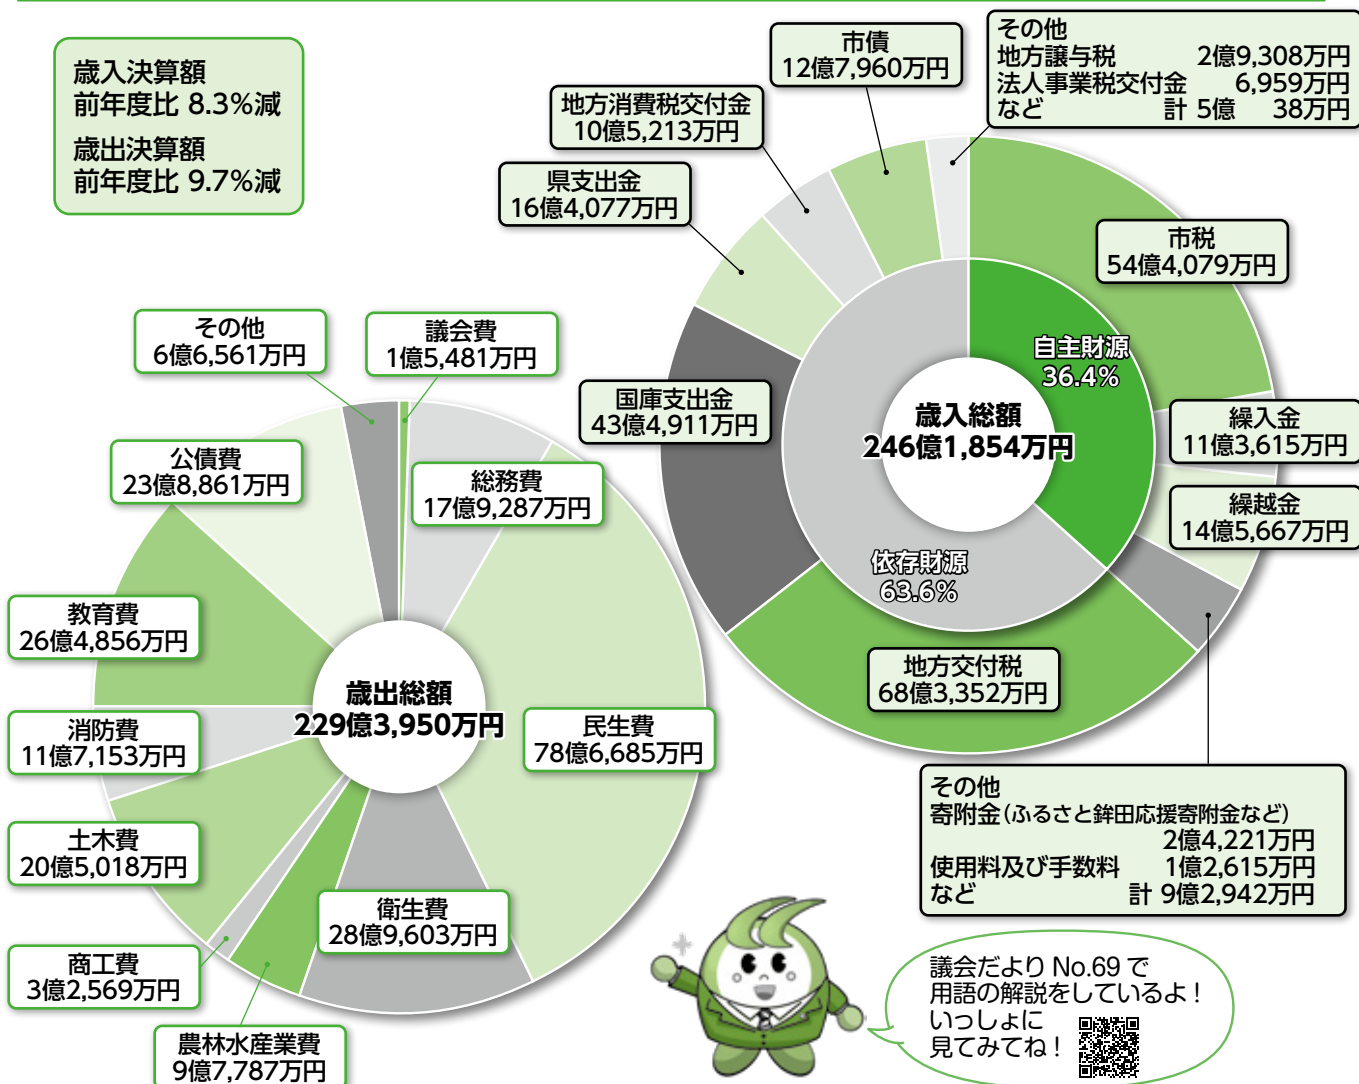 歳入決算額
前年度比 8.3%減
歳出決算額
前年度比 9.7%減
市債
12億7,960万円
その他
地方譲与税 2億9,308万円
法人事業税交付金 6,959万円
など 計 5億 38万円
地方消費税交付金
10億5,213万円
県支出金
16億4,077万円
市税
54億4,079万円
自主財源
36.4%
国庫支出金
43億4,911万円
歳入総額
246億1,854万円
繰入金
11億3,615万円
繰越金
14億5,667万円
依存財源
63.6%
地方交付税
68億3,352万円
その他
寄附金(ふるさと鉾田応援寄附金など)
2億4,221万円
使用料及び手数料 1億2,615万円
など 計 9億2,942万円
その他
6億6,561万円
議会費
1億5,481万円
公債費
23億8,861万円
総務費
17億9,287万円
教育費
26億4,856万円
歳出総額
229億3,950万円
民生費
78億6,685万円
消防費
11億7,153万円
土木費
20億5,018万円
衛生費
28億9,603万円
商工費
3億2,569万円
農林水産業費
9億7,787万円
議会だより No.69 で
用語の解説をしているよ!
いっしょに
見てみてね!